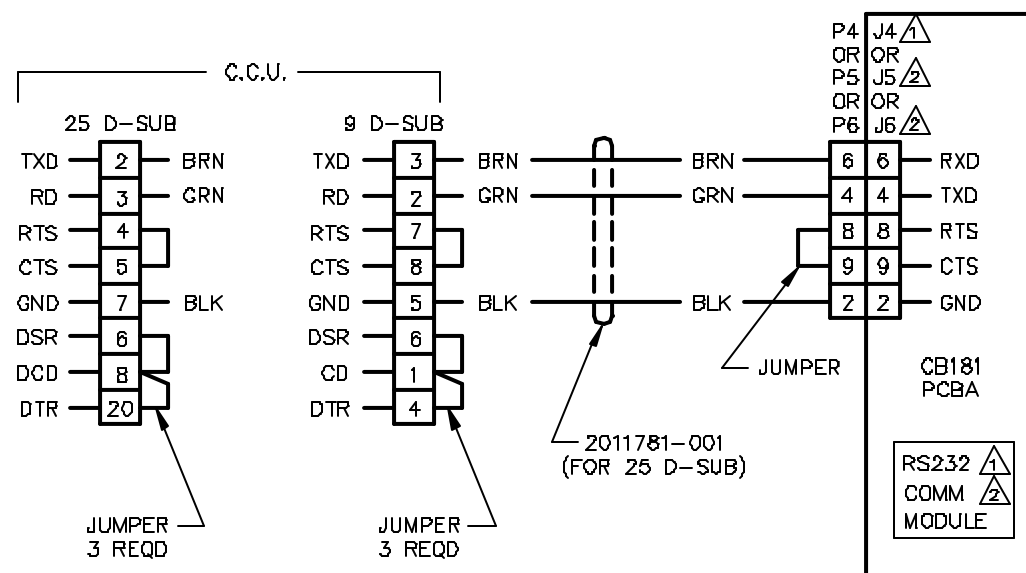 C.C.U.
25 D-SUB
TXD 2 BRN
RD 3 GRN
RTS 4
CTS 5
GND 7 BLK
DSR 6
DCD 8
DTR 20
JUMPER
3 REQD
9 D-SUB
TXD 3 BRN BRN
RD 2 GRN GRN
RTS 7
CTS 8
GND 5 BLK BLK
DSR 6
CD 1
DTR 4
JUMPER
3 REQD
2011781-001
(FOR 25 D-SUB)
P4 J4 1
OR OR
P5 J5 2
OR OR
P6 J6 2
6 6 RXD
4 4 TXD
8 8 RTS
9 9 CTS
2 2 GND
JUMPER
CB181
PCBA
RS232 1
COMM 2
MODULE